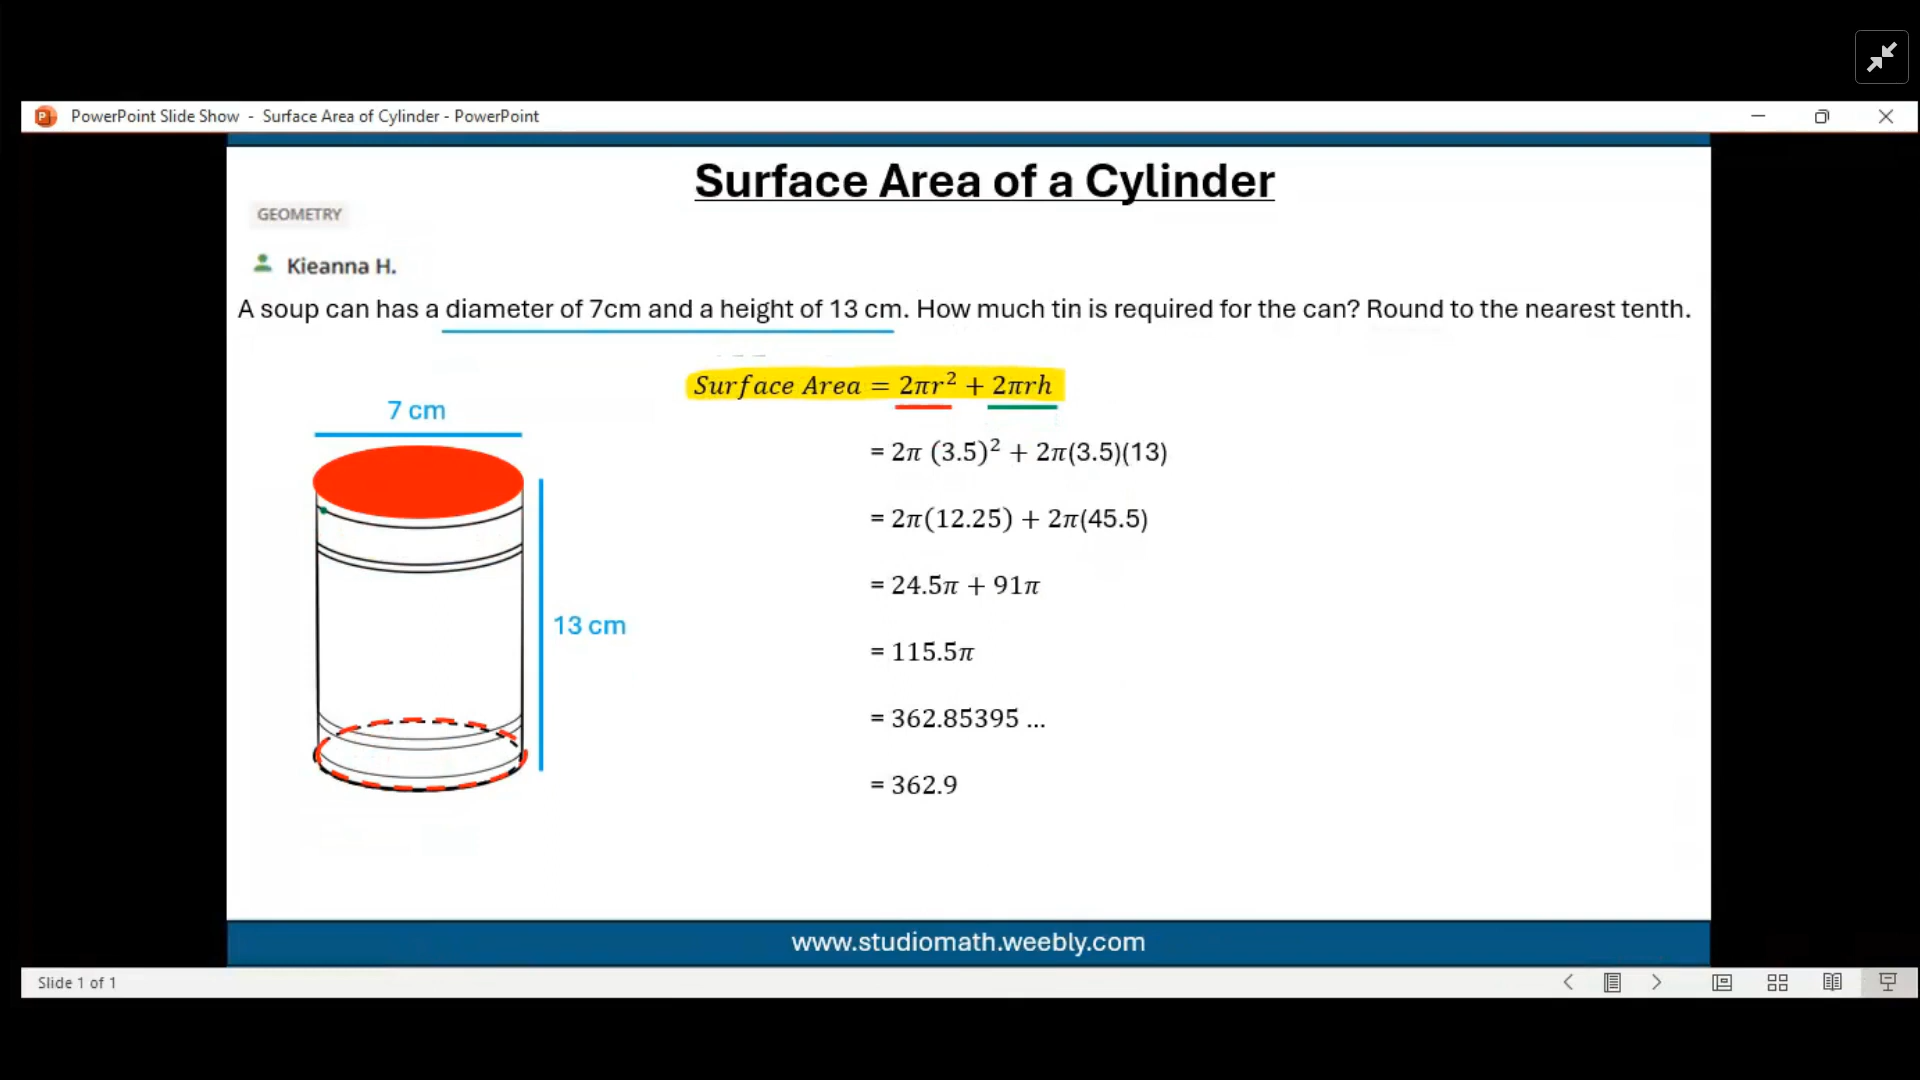 PowerPoint Slide Show - Surface Area of Cylinder - PowerPoint
Surface Area of a Cylinder
GEOMETRY
Kieanna H.
A soup can has a diameter of 7cm and a height of 13 cm. How much tin is required for the can? Round to the nearest tenth.
Surface Area = 2πr² + 2πrh
7 cm
= 2π (3.5)² + 2π(3.5)(13)
= 2π(12.25) + 2π(45.5)
= 24.5π + 91π
13 cm
= 115.5π
= 362.85395 ...
= 362.9
www.studiomath.weebly.com
Slide 1 of 1